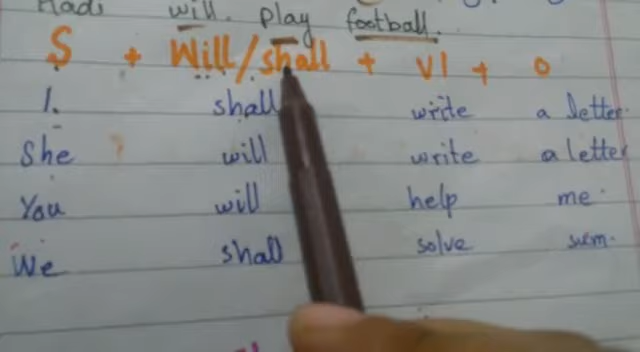 Hadi will play football.
S + Will/shall + V1 + O
I. shall write a letter.
She will write a letter
You will help me.
We shall solve sum.